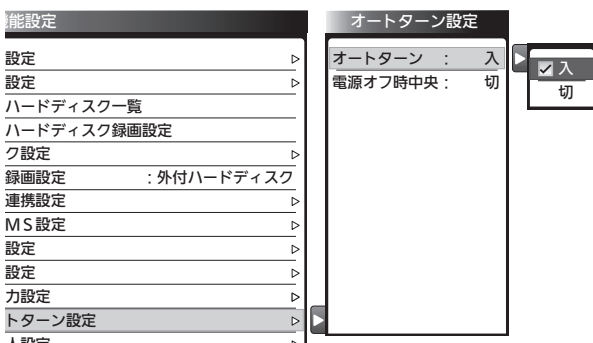 能設定
設定
設定
ハードディスク一覧
ハードディスク録画設定
ク設定
録画設定 :外付ハードディスク
連携設定
MS設定
設定
設定
力設定
トターン設定
オートターン設定
オートターン : 入
電源オフ時中央: 切
入
切